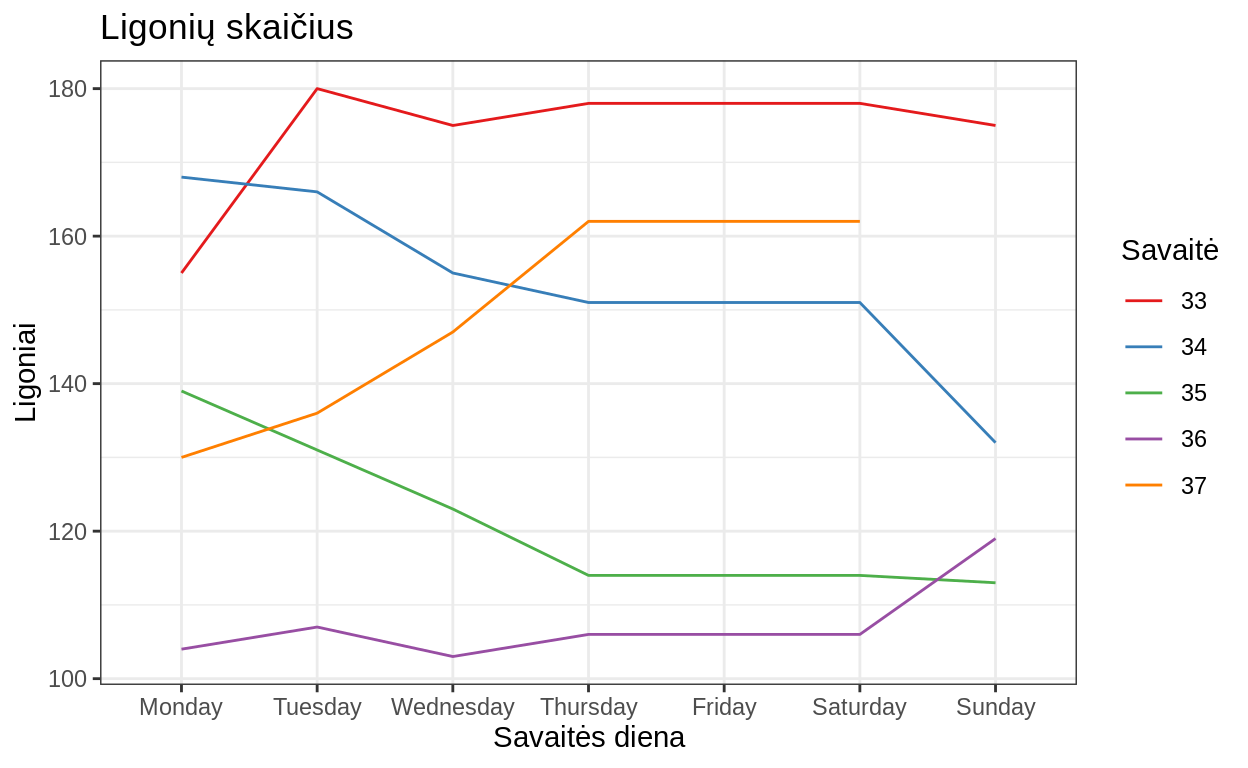 Ligonių skaičius
Ligoniai
180
160
140
120
100
Monday Tuesday Wednesday Thursday Friday Saturday Sunday
Savaitės diena
Savaitė
33
34
35
36
37